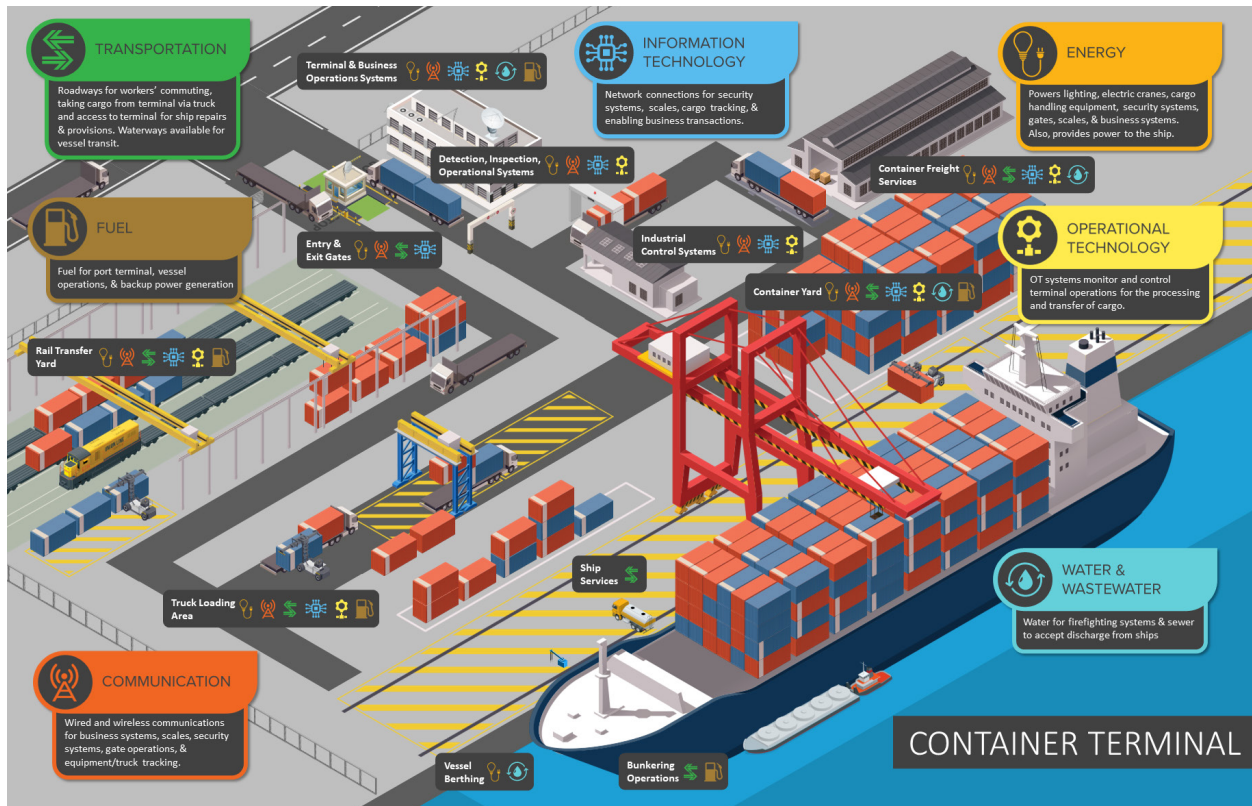 TRANSPORTATION
Roadways for workers' commuting,
taking cargo from terminal via truck
and access to terminal for ship repairs
& provisions. Waterways available for
vessel transit.
Terminal & Business
Operations Systems
INFORMATION
TECHNOLOGY
Network connections for security
systems, scales, cargo tracking, &
enabling business transactions.
ENERGY
Powers lighting, electric cranes, cargo
handling equipment, security systems,
gates, scales, & business systems.
Also, provides power to the ship.
Detection, Inspection,
Operational Systems
Container Freight
Services
FUEL
Fuel for port terminal, vessel
operations, & backup power generation
Entry &
Exit Gates
Industrial
Control Systems
OPERATIONAL
TECHNOLOGY
OT systems monitor and control
terminal operations for the processing
and transfer of cargo.
Container Yard
Rail Transfer
Yard
Ship
Services
Truck Loading
Area
WATER &
WASTEWATER
Water for firefighting systems & sewer
to accept discharge from ships
COMMUNICATION
Wired and wireless communications
for business systems, scales, security
systems, gate operations, &
equipment/truck tracking.
Vessel
Berthing
Bunkering
Operations
CONTAINER TERMINAL